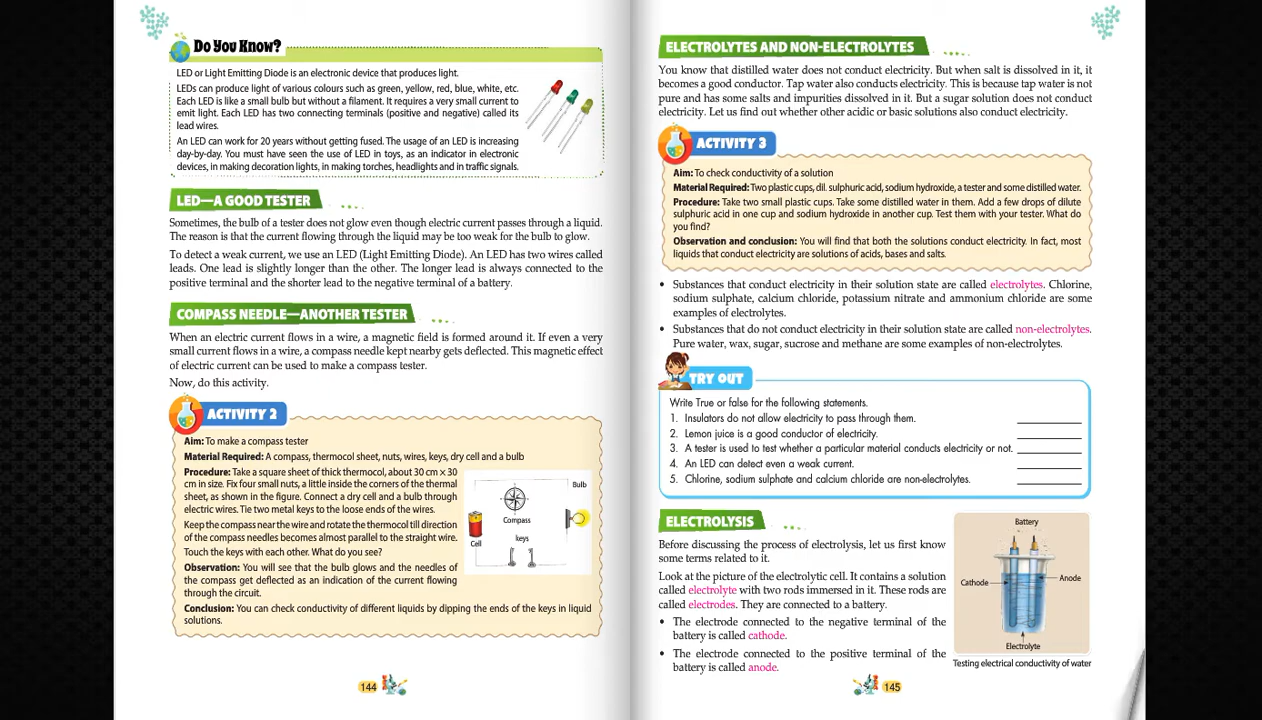 Do You Know?
LED or Light Emitting Diode is an electronic device that produces light.
LEDs can produce light of various colours such as green, yellow, red, blue, white, etc.
Each LED is like a small bulb but without a filament. It requires a very small current to
emit light. Each LED has two connecting terminals (positive and negative) called its
lead wires.
An LED can work for 20 years without getting fused. The usage of an LED is increasing
day-by-day. You must have seen the use of LED in toys, as an indicator in electronic
devices, in making decoration lights, in making torches, headlights and in traffic signals.
LED—A GOOD TESTER
Sometimes, the bulb of a tester does not glow even though electric current passes through a liquid.
The reason is that the current flowing through the liquid may be too weak for the bulb to glow.
To detect a weak current, we use an LED (Light Emitting Diode). An LED has two wires called
leads. One lead is slightly longer than the other. The longer lead is always connected to the
positive terminal and the shorter lead to the negative terminal of a battery.
COMPASS NEEDLE—ANOTHER TESTER
When an electric current flows in a wire, a magnetic field is formed around it. If even a very
small current flows in a wire, a compass needle kept nearby gets deflected. This magnetic effect
of electric current can be used to make a compass tester.
Now, do this activity.
ACTIVITY 2
Aim: To make a compass tester
Material Required: A compass, thermocol sheet, nuts, wires, keys, dry cell and a bulb
Procedure: Take a square sheet of thick thermocol, about 30 cm × 30
cm in size. Fix four small nuts, a little inside the corners of the thermal
sheet, as shown in the figure. Connect a dry cell and a bulb through
electric wires. Tie two metal keys to the loose ends of the wires.
Keep the compass near the wire and rotate the thermocol till direction
of the compass needles becomes almost parallel to the straight wire.
Touch the keys with each other. What do you see?
Observation: You will see that the bulb glows and the needles of
the compass get deflected as an indication of the current flowing
through the circuit.
Bulb
Compass
Cell
keys
Conclusion: You can check conductivity of different liquids by dipping the ends of the keys in liquid
solutions.
144
ELECTROLYTES AND NON-ELECTROLYTES
You know that distilled water does not conduct electricity. But when salt is dissolved in it, it
becomes a good conductor. Tap water also conducts electricity. This is because tap water is not
pure and has some salts and impurities dissolved in it. But a sugar solution does not conduct
electricity. Let us find out whether other acidic or basic solutions also conduct electricity.
ACTIVITY 3
Aim: To check conductivity of a solution
Material Required: Two plastic cups, dil. sulphuric acid, sodium hydroxide, a tester and some distilled water.
Procedure: Take two small plastic cups. Take some distilled water in them. Add a few drops of dilute
sulphuric acid in one cup and sodium hydroxide in another cup. Test them with your tester. What do
you find?
Observation and conclusion: You will find that both the solutions conduct electricity. In fact, most
liquids that conduct electricity are solutions of acids, bases and salts.
• Substances that conduct electricity in their solution state are called electrolytes. Chlorine,
sodium sulphate, calcium chloride, potassium nitrate and ammonium chloride are some
examples of electrolytes.
• Substances that do not conduct electricity in their solution state are called non-electrolytes.
Pure water, wax, sugar, sucrose and methane are some examples of non-electrolytes.
TRY OUT
Write True or false for the following statements.
1. Insulators do not allow electricity to pass through them.
2. Lemon juice is a good conductor of electricity.
3. A tester is used to test whether a particular material conducts electricity or not.
4. An LED can detect even a weak current.
5. Chlorine, sodium sulphate and calcium chloride are non-electrolytes.
ELECTROLYSIS
Before discussing the process of electrolysis, let us first know
some terms related to it.
Look at the picture of the electrolytic cell. It contains a solution
called electrolyte with two rods immersed in it. These rods are
called electrodes. They are connected to a battery.
• The electrode connected to the negative terminal of the
battery is called cathode.
• The electrode connected to the positive terminal of the
battery is called anode.
Battery
Cathode
Anode
Electrolyte
Testing electrical conductivity of water
145